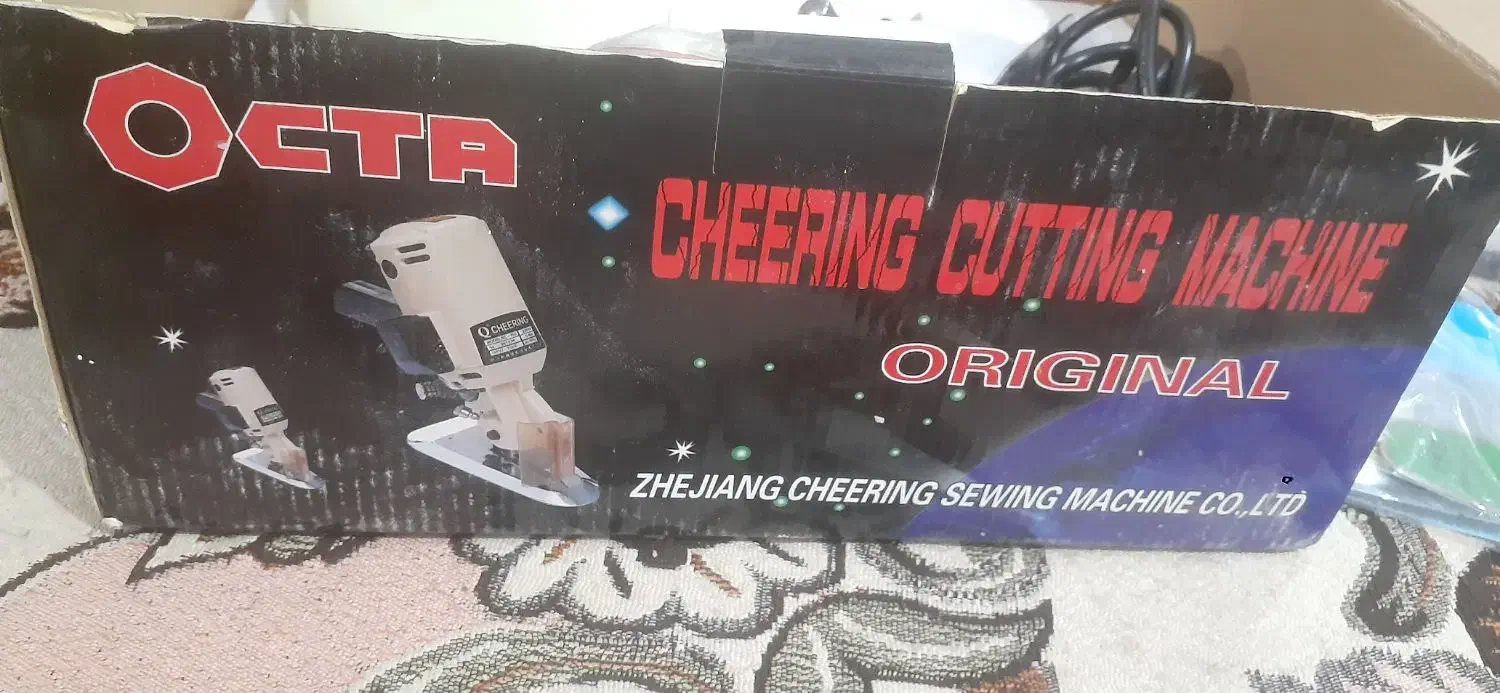 OCTA
CHEERING CUTTING MACHINE
CHEERING
ORIGINAL
ZHEJIANG CHEERING SEWING MACHINE CO.,LTD